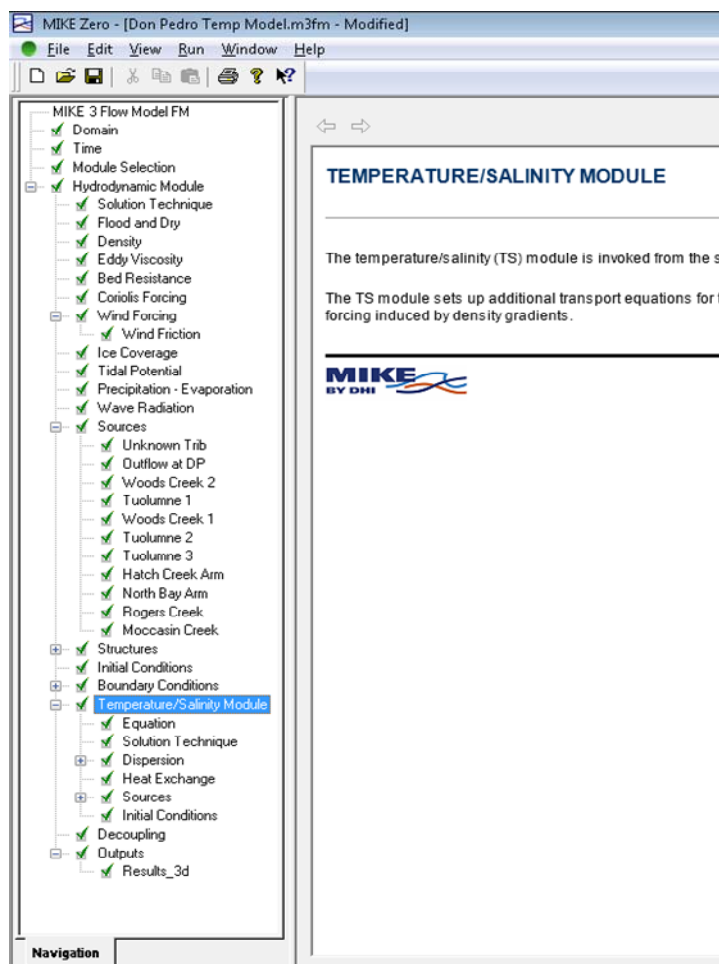 MIKE Zero - [Don Pedro Temp Model.m3fm - Modified]
File Edit View Run Window Help
MIKE 3 Flow Model FM
Domain
Time
Module Selection
Hydrodynamic Module
Solution Technique
Flood and Dry
Density
Eddy Viscosity
Bed Resistance
Coriolis Forcing
Wind Forcing
Wind Friction
Ice Coverage
Tidal Potential
Precipitation - Evaporation
Wave Radiation
Sources
Unknown Trib
Outflow at DP
Woods Creek 2
Tuolumne 1
Woods Creek 1
Tuolumne 2
Tuolumne 3
Hatch Creek Arm
North Bay Arm
Rogers Creek
Moccasin Creek
Structures
Initial Conditions
Boundary Conditions
Temperature/Salinity Module
Equation
Solution Technique
Dispersion
Heat Exchange
Sources
Initial Conditions
Decoupling
Outputs
Results_3d
Navigation
TEMPERATURE/SALINITY MODULE
The temperature/salinity (TS) module is invoked from the s
The TS module sets up additional transport equations for
forcing induced by density gradients.
MIKE
BY DHI